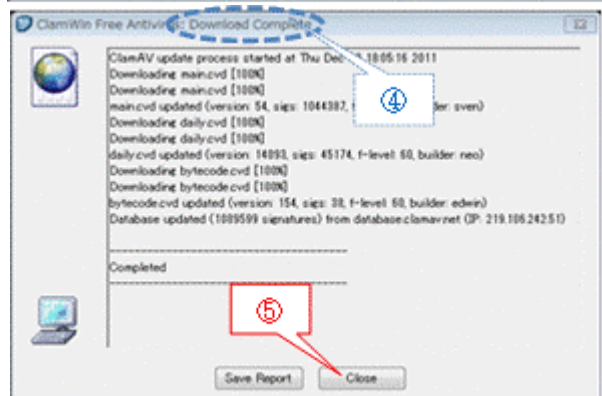 ClamWin Free Antivirus: Download Complete
ClamAV update process started at Thu Dec 18:05:16 2011
Downloading main.cvd [100%]
Downloading main.cvd [100%]
main.cvd updated (version: 54, sigs: 1044387, sven)
④
Downloading daily.cvd [100%]
Downloading daily.cvd [100%]
daily.cvd updated (version: 14093, sigs: 45174, f-level: 60, builder: neo)
Downloading bytecode.cvd [100%]
Downloading bytecode.cvd [100%]
bytecode.cvd updated (version: 154, sigs: 38, f-level: 60, builder: edwin)
Database updated (1089599 signatures) from database.clamav.net (IP: 219.106.242.51)
Completed
⑤
Save Report Close